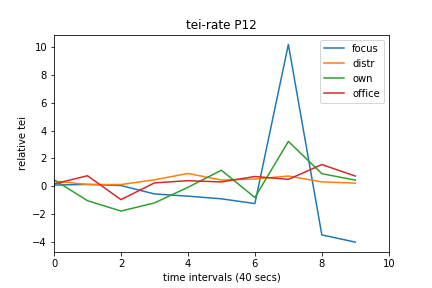 tei-rate P12
relative tei
10
8
6
4
2
0
−2
−4
focus
distr
own
office
0 2 4 6 8 10
time intervals (40 secs)